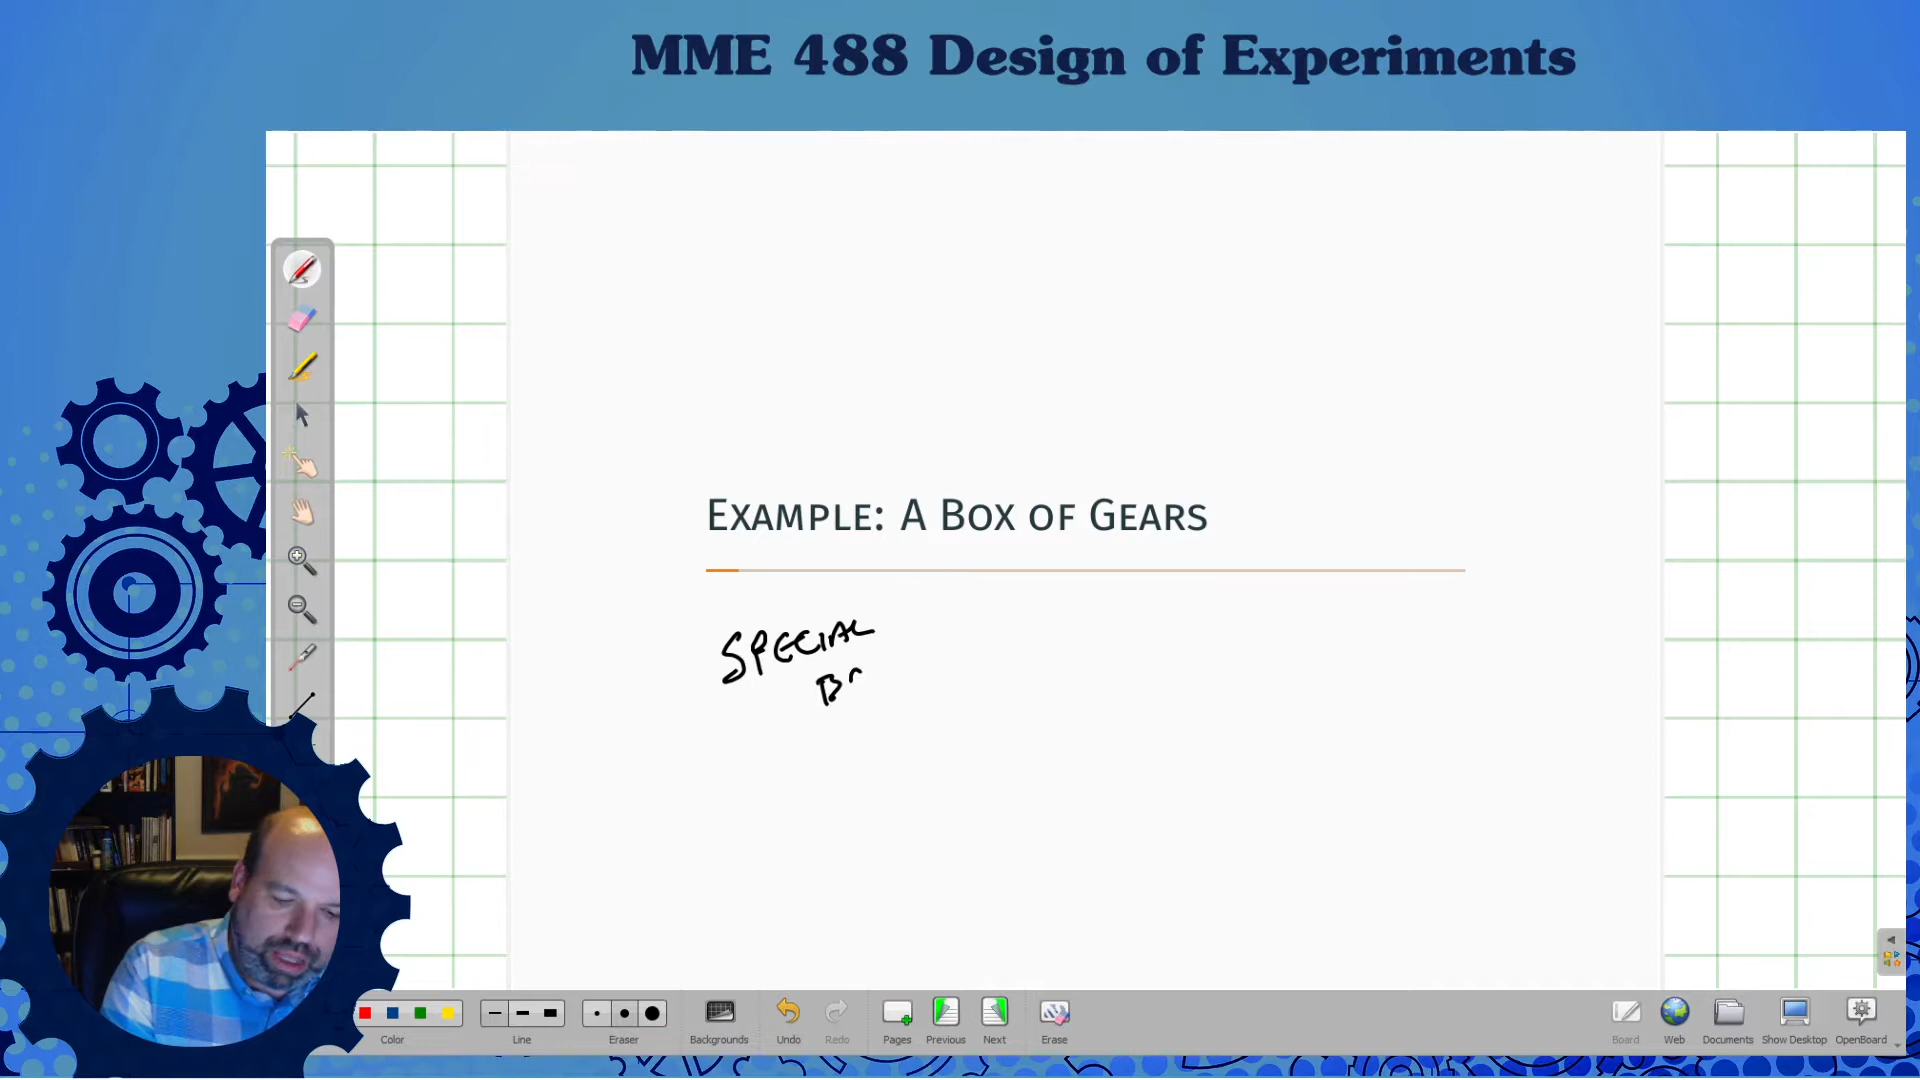 MME 488 Design of Experiments
EXAMPLE: A BOX OF GEARS
SPECIAL
Color
Line
Eraser
Backgrounds
Undo
Redo
Pages
Previous
Next
Erase
Board
Web
Documents
Show Desktop
OpenBoard